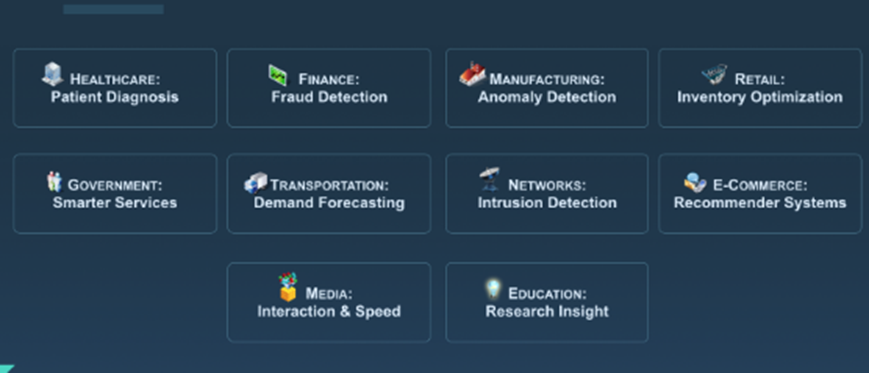 HEALTHCARE:
Patient Diagnosis
FINANCE:
Fraud Detection
MANUFACTURING:
Anomaly Detection
RETAIL:
Inventory Optimization
GOVERNMENT:
Smarter Services
TRANSPORTATION:
Demand Forecasting
NETWORKS:
Intrusion Detection
E-COMMERCE:
Recommender Systems
MEDIA:
Interaction & Speed
EDUCATION:
Research Insight